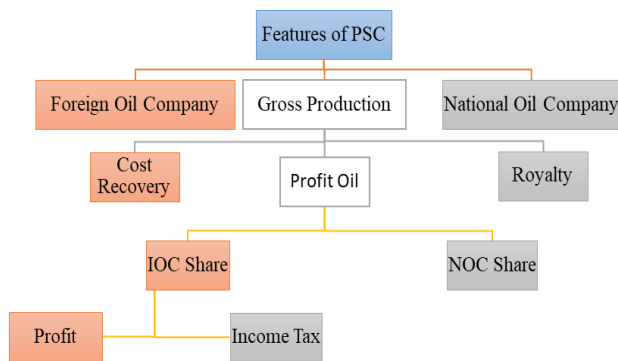 Features of PSC
Foreign Oil Company
Gross Production
National Oil Company
Cost
Recovery
Profit Oil
Royalty
IOC Share
NOC Share
Profit
Income Tax